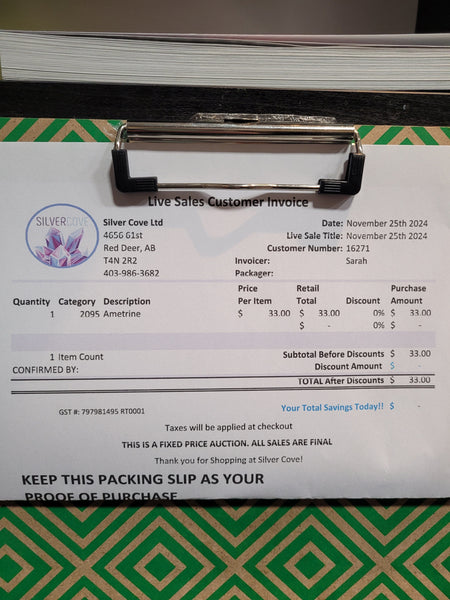 Live Sales Customer Invoice
SILVERCOVE
Silver Cove Ltd
4656 61st
Red Deer, AB
T4N 2R2
403-986-3682
Date: November 25th 2024
Live Sale Title: November 25th 2024
Customer Number: 16271
Invoicer: Sarah
Packager:
Quantity Category Description Price Per Item Retail Total Discount Purchase Amount
1 2095 Ametrine $ 33.00 $ 33.00 0% $ 33.00
$ - 0% $ -
1 Item Count Subtotal Before Discounts $ 33.00
CONFIRMED BY: Discount Amount $ -
TOTAL After Discounts $ 33.00
GST #: 797981495 RT0001 Your Total Savings Today!! $ -
Taxes will be applied at checkout
THIS IS A FIXED PRICE AUCTION. ALL SALES ARE FINAL
Thank you for Shopping at Silver Cove!
KEEP THIS PACKING SLIP AS YOUR
PROOF OF PURCHASE